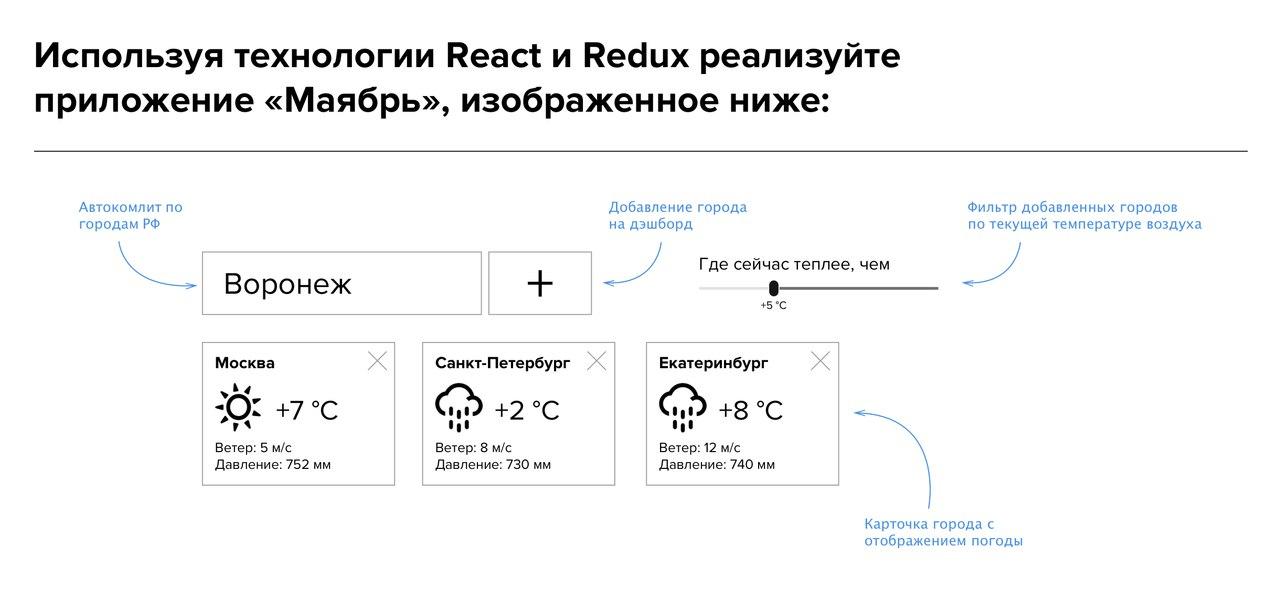 Используя технологии React и Redux реализуйте
приложение «Маябрь», изображенное ниже:
Автокомлит по
городам РФ
Добавление города
на дэшборд
Фильтр добавленных городов
по текущей температуре воздуха
Воронеж
+
Где сейчас теплее, чем
+5 °C
Москва
+7 °C
Ветер: 5 м/с
Давление: 752 мм
Санкт-Петербург
+2 °C
Ветер: 8 м/с
Давление: 730 мм
Екатеринбург
+8 °C
Ветер: 12 м/с
Давление: 740 мм
Карточка города с
отображением погоды